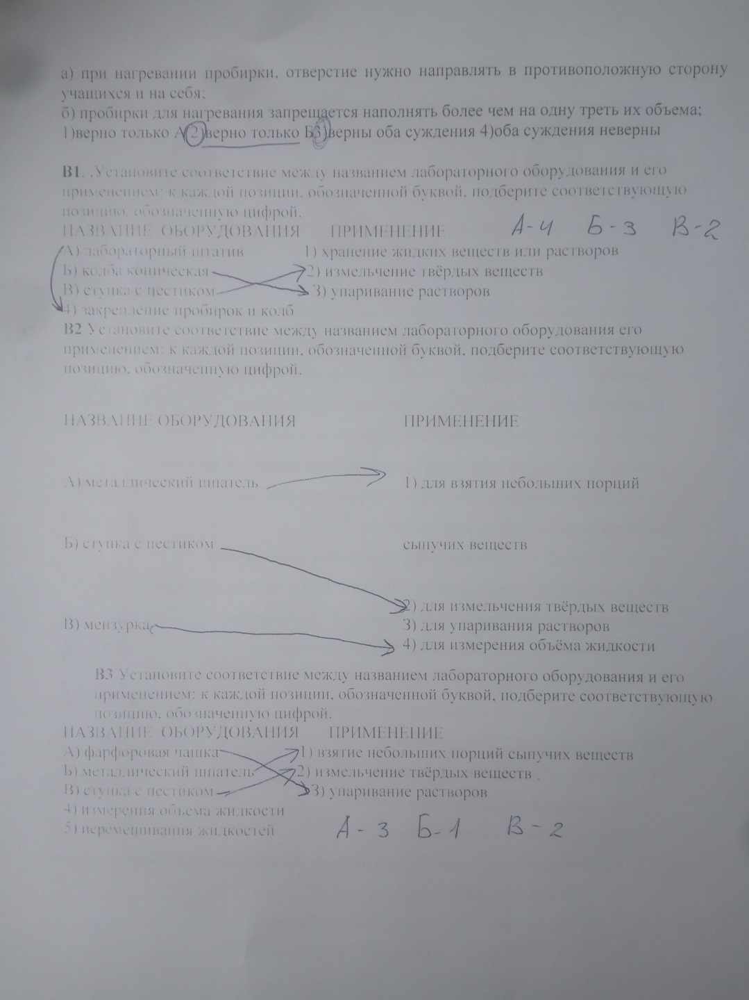 а) при нагревании пробирки, отверстие нужно направлять в противоположную сторону
учащихся и на себя;
б) пробирки для нагревания запрещается наполнять более чем на одну треть их объема;
1)верно только А 2)верно только Б3)верны оба суждения 4)оба суждения неверны
В1. .Установите соответствие между названием лабораторного оборудования и его
применением: к каждой позиции, обозначенной буквой, подберите соответствующую
позицию, обозначенную цифрой.
НАЗВАНИЕ ОБОРУДОВАНИЯ ПРИМЕНЕНИЕ А-4 Б-3 В-2
А) лабораторный штатив 1) хранение жидких веществ или растворов
Б) колба коническая 2) измельчение твёрдых веществ
В) ступка с пестиком 3) упаривание растворов
4) закрепление пробирок и колб
В2 Установите соответствие между названием лабораторного оборудования его
применением: к каждой позиции, обозначенной буквой, подберите соответствующую
позицию, обозначенную цифрой.
НАЗВАНИЕ ОБОРУДОВАНИЯ ПРИМЕНЕНИЕ
А) металлический шпатель 1) для взятия небольших порций
Б) ступка с пестиком сыпучих веществ
2) для измельчения твёрдых веществ
В) мензурка 3) для упаривания растворов
4) для измерения объёма жидкости
В3 Установите соответствие между названием лабораторного оборудования и его
применением: к каждой позиции, обозначенной буквой, подберите соответствующую
позицию, обозначенную цифрой.
НАЗВАНИЕ ОБОРУДОВАНИЯ ПРИМЕНЕНИЕ
А) фарфоровая чашка 1) взятие небольших порций сыпучих веществ
Б) металлический шпатель 2) измельчение твёрдых веществ .
В) ступка с пестиком 3) упаривание растворов
4) измерения объема жидкости
5) перемешивания жидкостей А - 3 Б - 1 В - 2